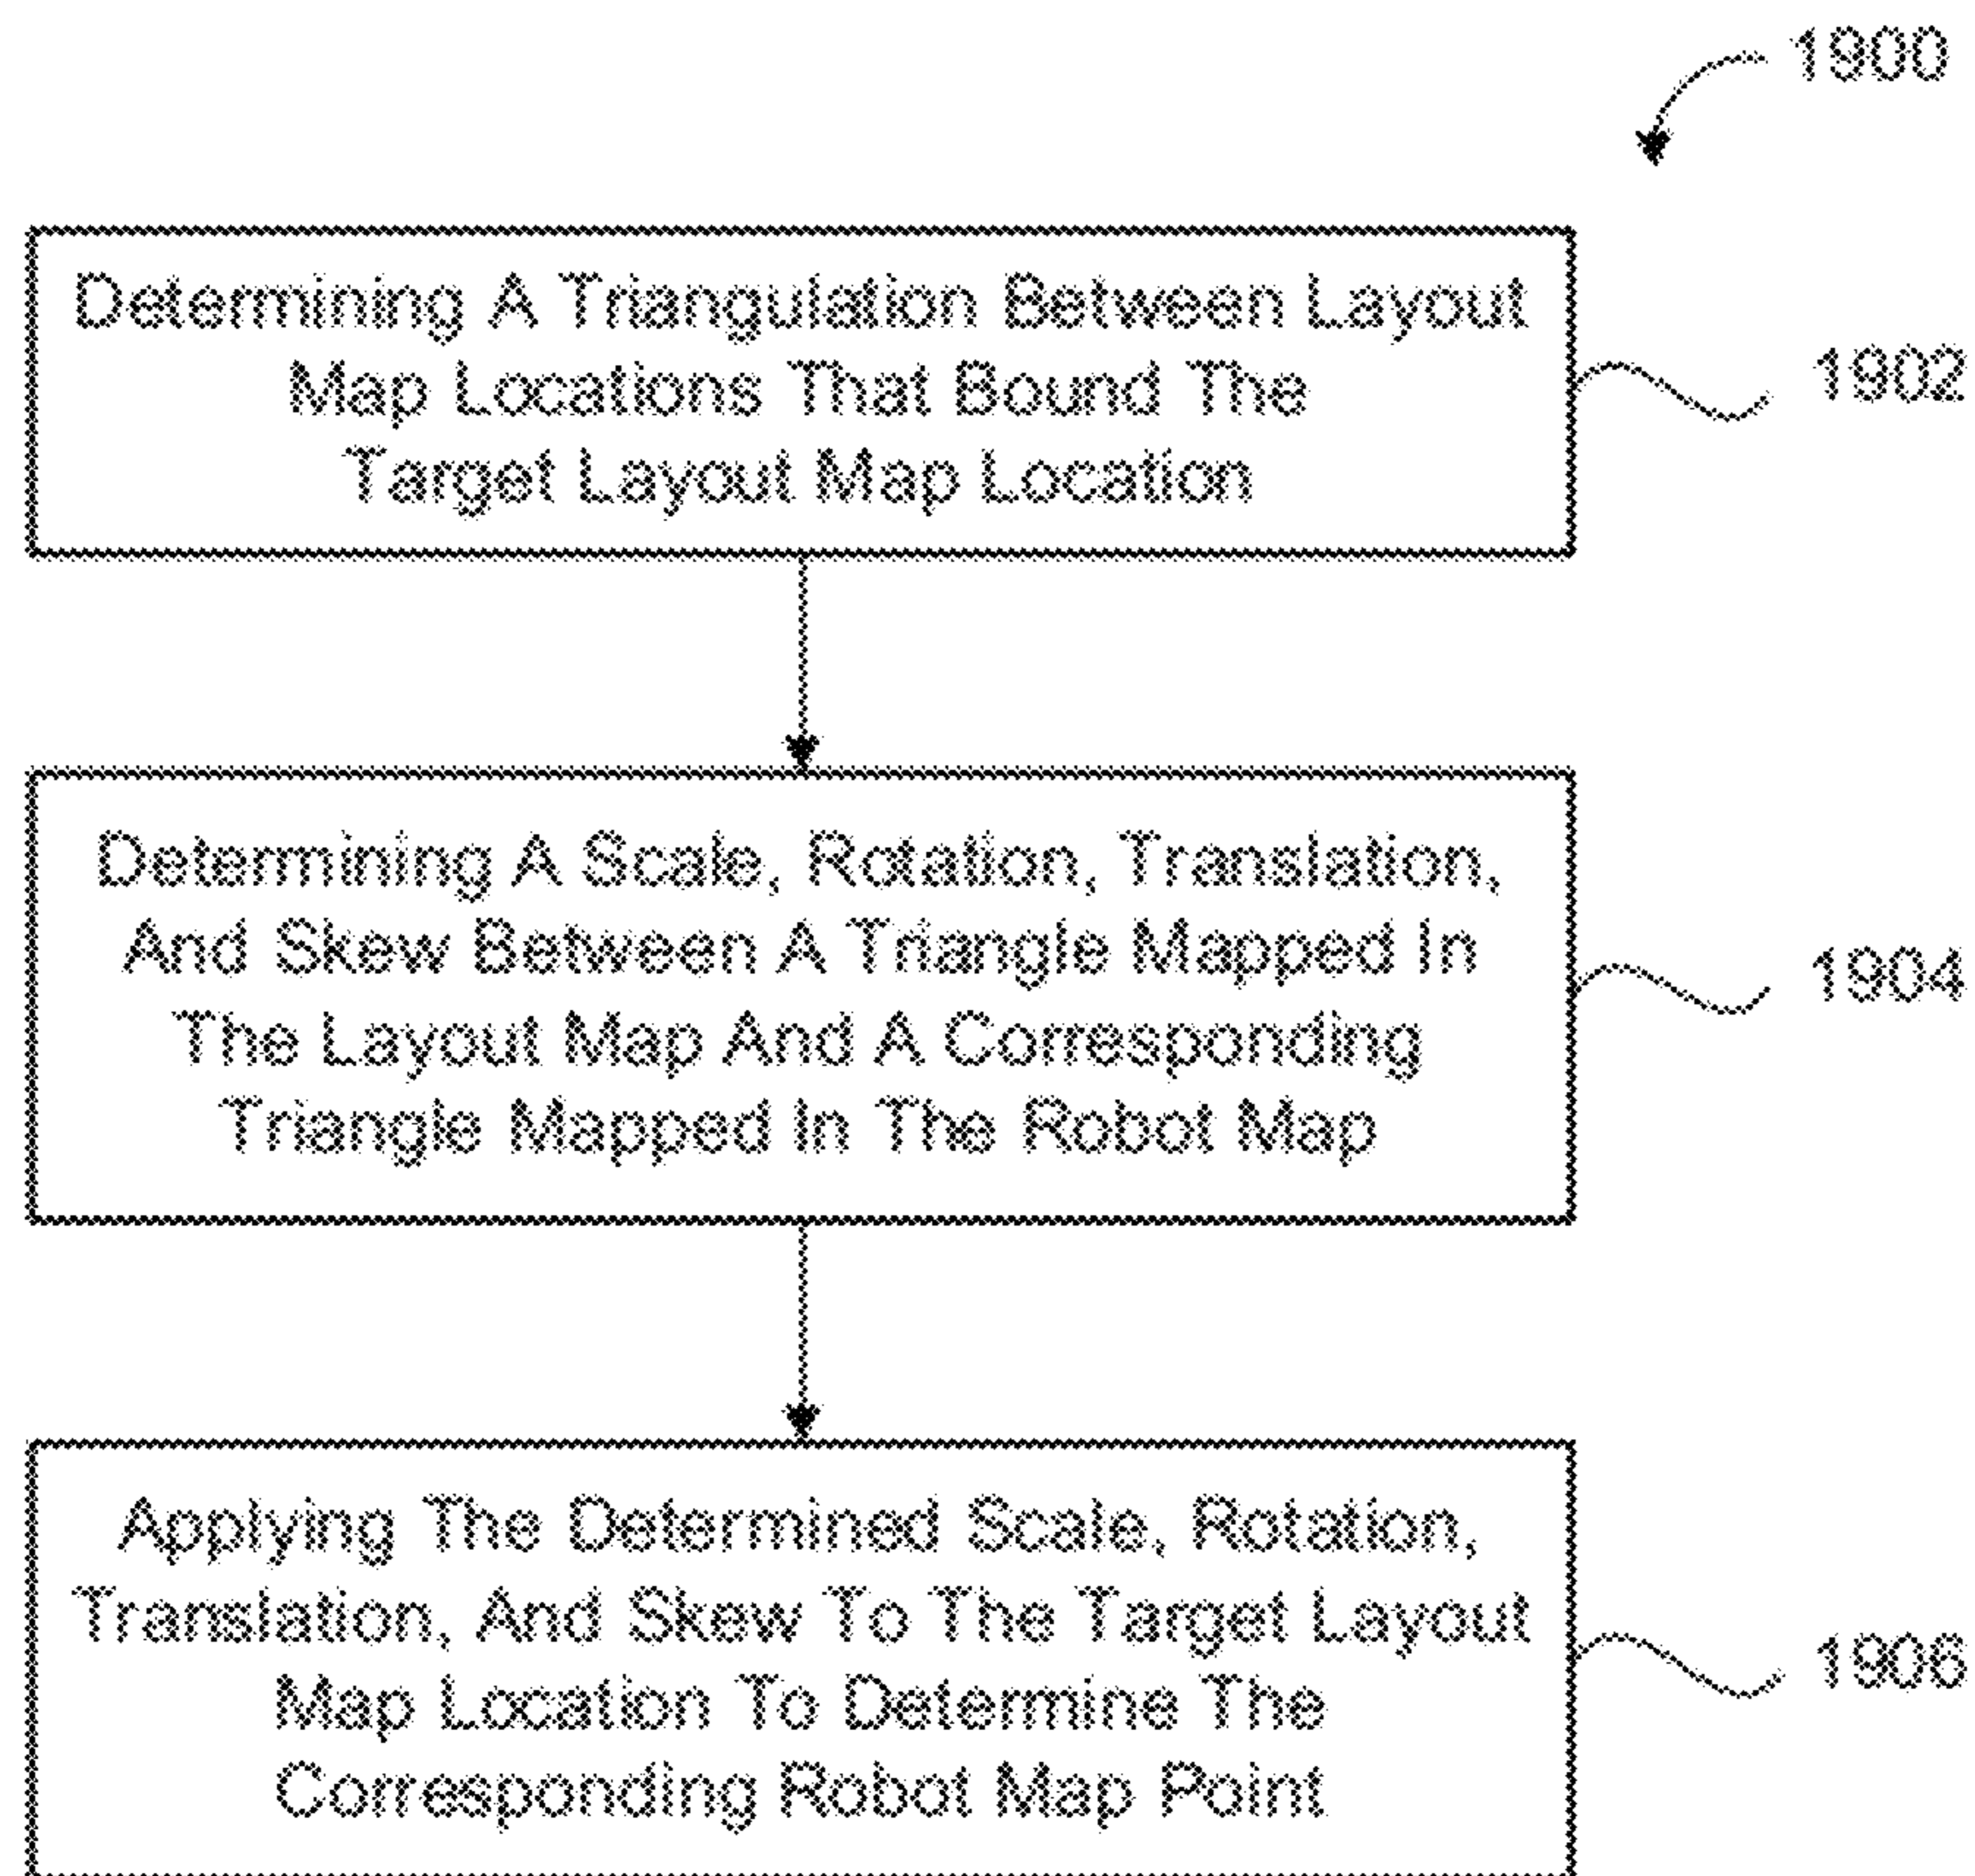 1900
Determining A Triangulation Between Layout
Map Locations That Bound The
Target Layout Map Location
1902
Determining A Scale, Rotation, Translation,
And Skew Between A Triangle Mapped In
The Layout Map And A Corresponding
Triangle Mapped In The Robot Map
1904
Applying The Determined Scale, Rotation,
Translation, And Skew To The Target Layout
Map Location To Determine The
Corresponding Robot Map Point
1906